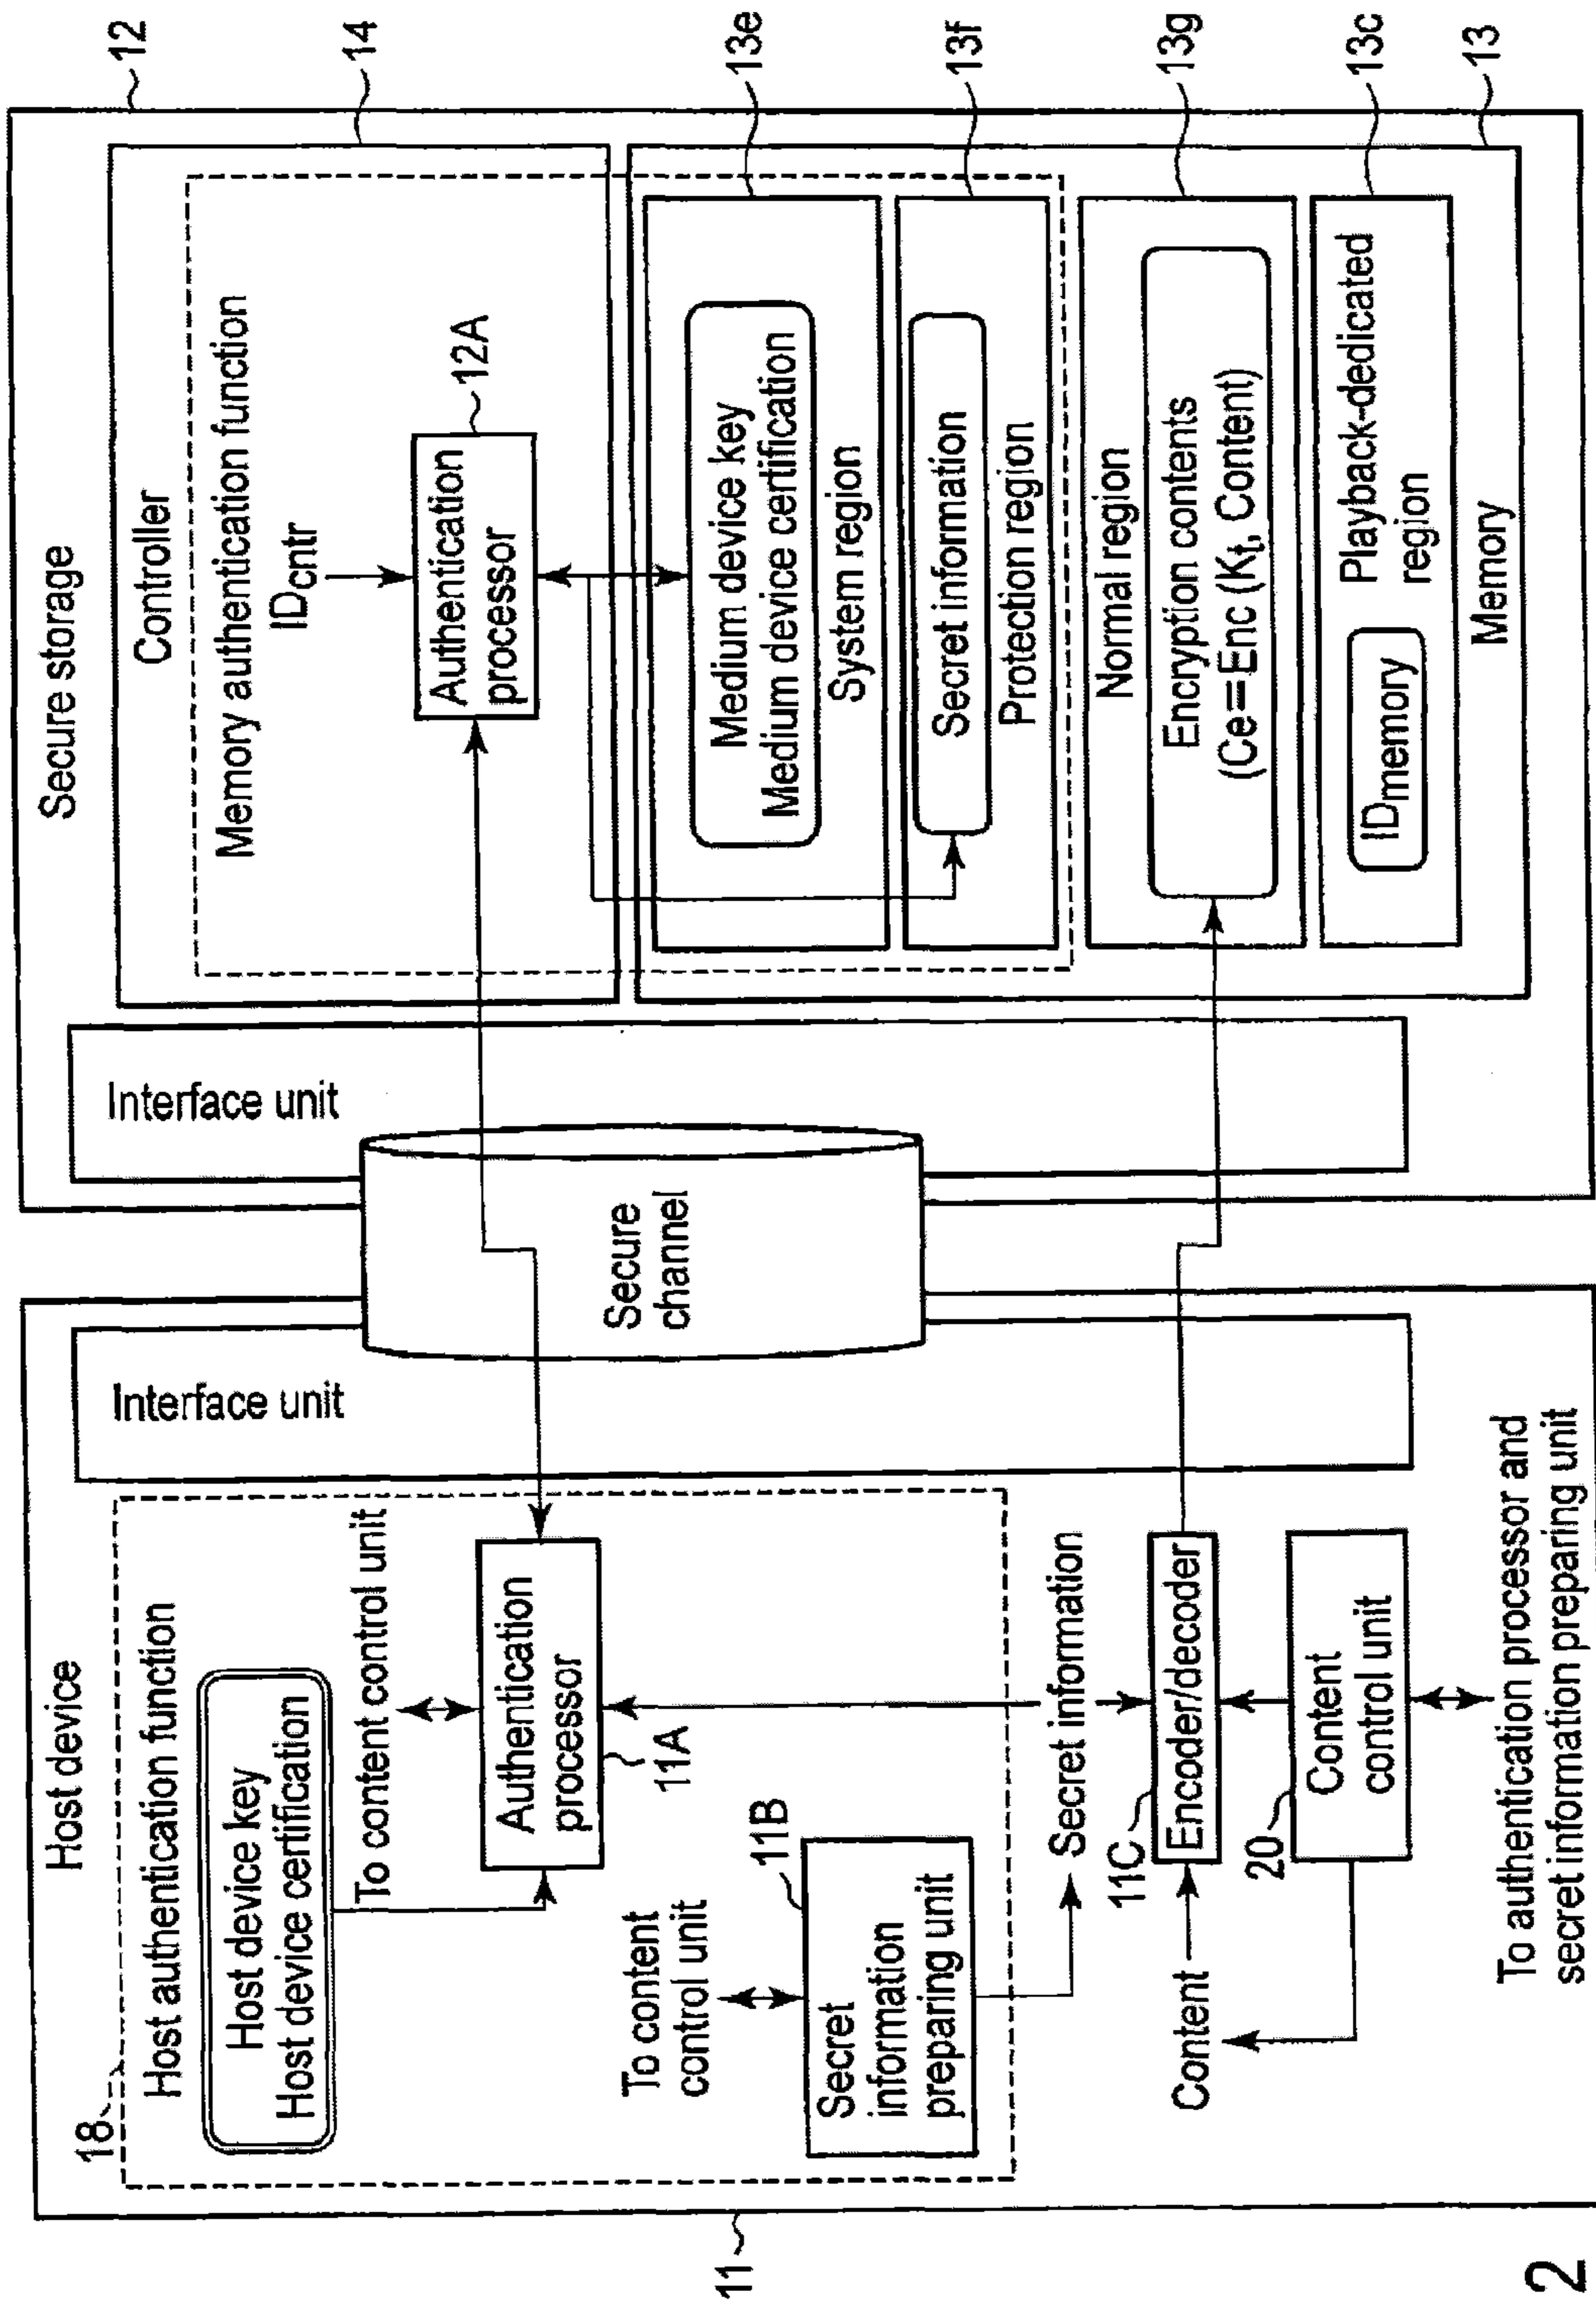 Host device
18
Host authentication function
Host device key
Host device certification
To content control unit
Authentication
processor
11A
To content
control unit
11B
Secret
information
preparing unit
Secret information
11C
Encoder/decoder
Content
20
Content
control unit
To authentication processor and
secret information preparing unit
11
Interface unit
Secure
channel
Interface unit
Secure storage
12
Controller
14
Memory authentication function
IDcntr
Authentication
processor
12A
Medium device key
Medium device certification
System region
13e
Secret information
Protection region
13f
Normal region
Encryption contents
(Ce=Enc (Kt, Content)
13g
Playback-dedicated
region
IDmemory
13c
Memory
13
2